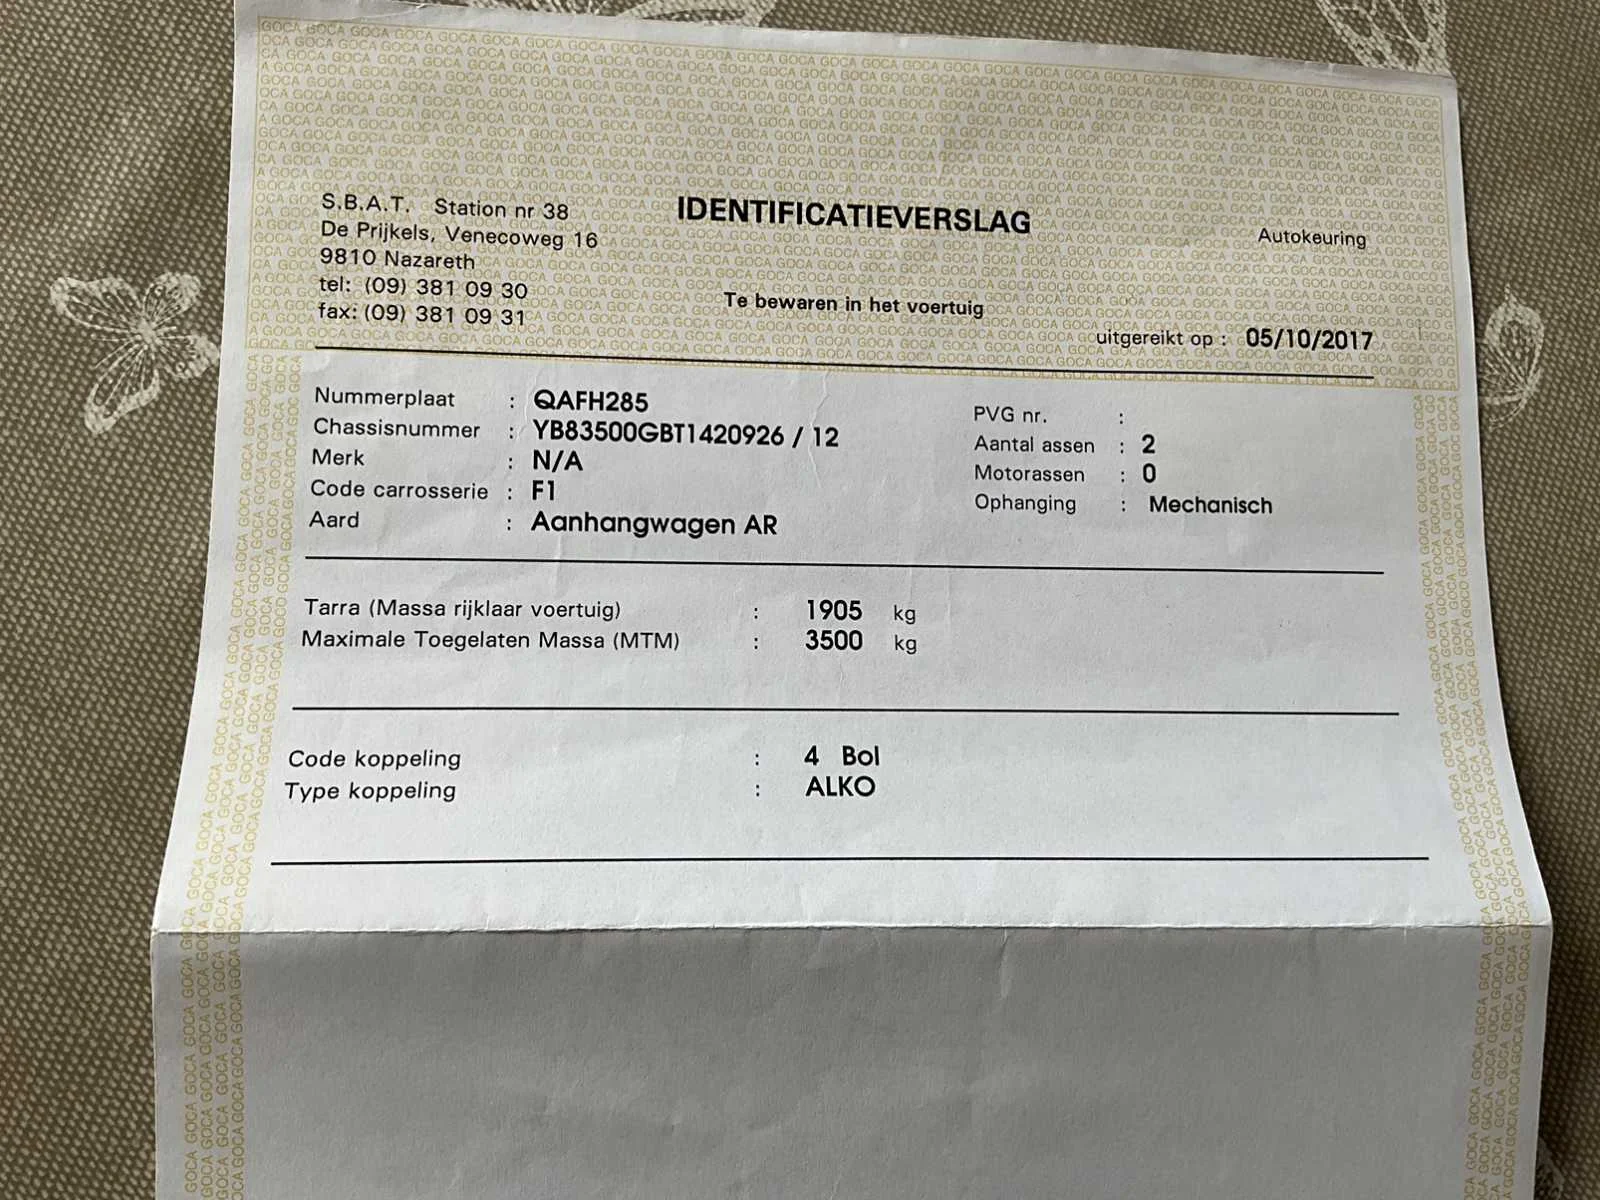 S.B.A.T. Station nr 38
De Prijkels, Venecoweg 16
9810 Nazareth
tel: (09) 381 09 30
fax: (09) 381 09 31
IDENTIFICATIEVERSLAG
Te bewaren in het voertuig
Autokeuring
uitgereikt op : 05/10/2017
Nummerplaat : QAFH285
Chassisnummer : YB83500GBT1420926 / 12
Merk : N/A
Code carrosserie : F1
Aard : Aanhangwagen AR
PVG nr. :
Aantal assen : 2
Motorassen : 0
Ophanging : Mechanisch
Tarra (Massa rijklaar voertuig) : 1905 kg
Maximale Toegelaten Massa (MTM) : 3500 kg
Code koppeling : 4 Bol
Type koppeling : ALKO